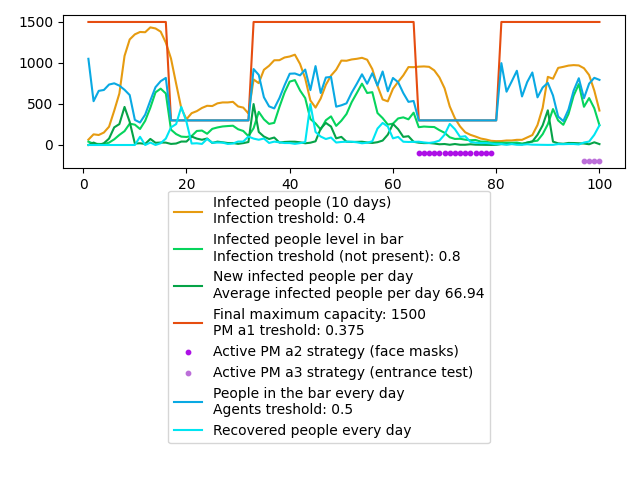 1500
1000
500
0
0 20 40 60 80 100
Infected people (10 days)
Infection treshold: 0.4
Infected people level in bar
Infection treshold (not present): 0.8
New infected people per day
Average infected people per day 66.94
Final maximum capacity: 1500
PM a1 treshold: 0.375
Active PM a2 strategy (face masks)
Active PM a3 strategy (entrance test)
People in the bar every day
Agents treshold: 0.5
Recovered people every day